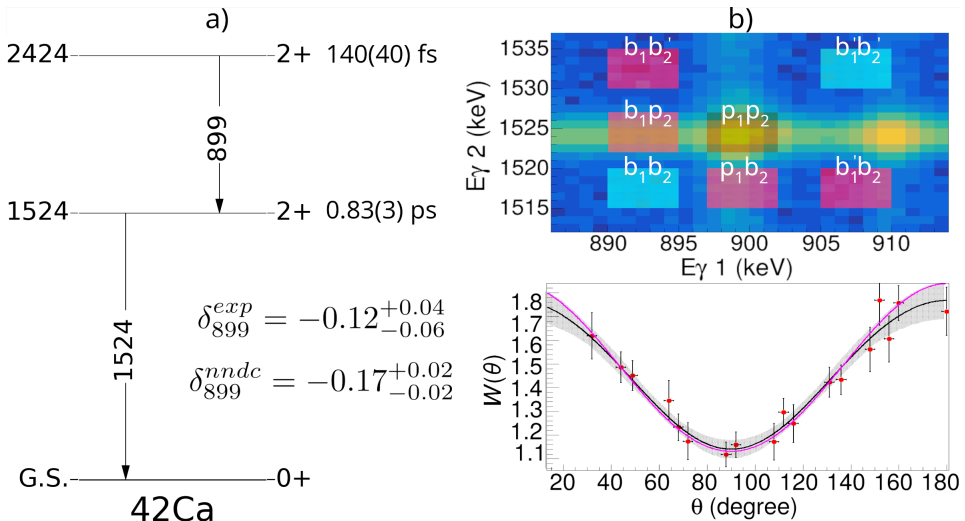 a)
2424 2+ 140(40) fs
899
1524 2+ 0.83(3) ps
1524
δ₈₉₉ᵉˣᵖ = −0.12₋₀.₀₆⁺⁰·⁰⁴
δ₈₉₉ⁿⁿᵈᶜ = −0.17₋₀.₀₂⁺⁰·⁰²
G.S. 0+
42Ca
b)
Eγ 2 (keV)
1535
1530
1525
1520
1515
b₁b₂' b₁'b₂'
b₁p₂ p₁p₂
b₁b₂ p₁b₂ b₁'b₂
890 895 900 905 910
Eγ 1 (keV)
W(θ)
1.8
1.7
1.6
1.5
1.4
1.3
1.2
1.1
20 40 60 80 100 120 140 160 180
θ (degree)